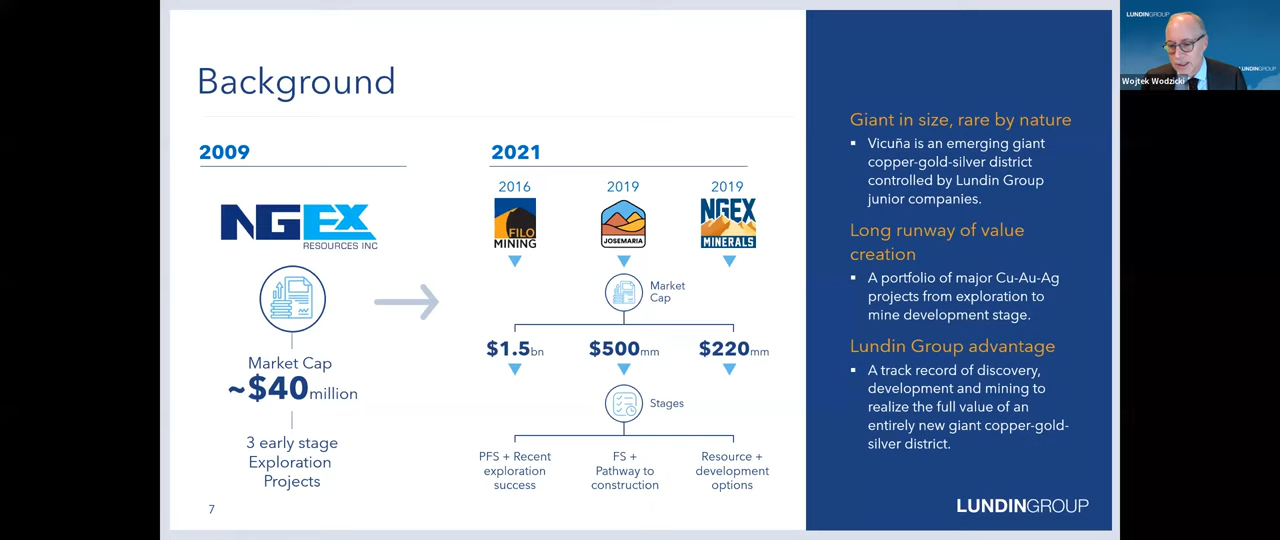 Background
2009
NGEX
RESOURCES INC
Market Cap
~$40million
3 early stage
Exploration
Projects
7
2021
2016
2019
2019
FILO
MINING
JOSEMARIA
NGEX
MINERALS
Market
Cap
$1.5bn
$500mm
$220mm
Stages
PFS + Recent
exploration
success
FS +
Pathway to
construction
Resource +
development
options
Giant in size, rare by nature
▪ Vicuña is an emerging giant
copper-gold-silver district
controlled by Lundin Group
junior companies.
Long runway of value
creation
▪ A portfolio of major Cu-Au-Ag
projects from exploration to
mine development stage.
Lundin Group advantage
▪ A track record of discovery,
development and mining to
realize the full value of an
entirely new giant copper-gold-
silver district.
LUNDINGROUP
LUNDINGROUP
LUNDINGROUP
Wojtek Wodzicki